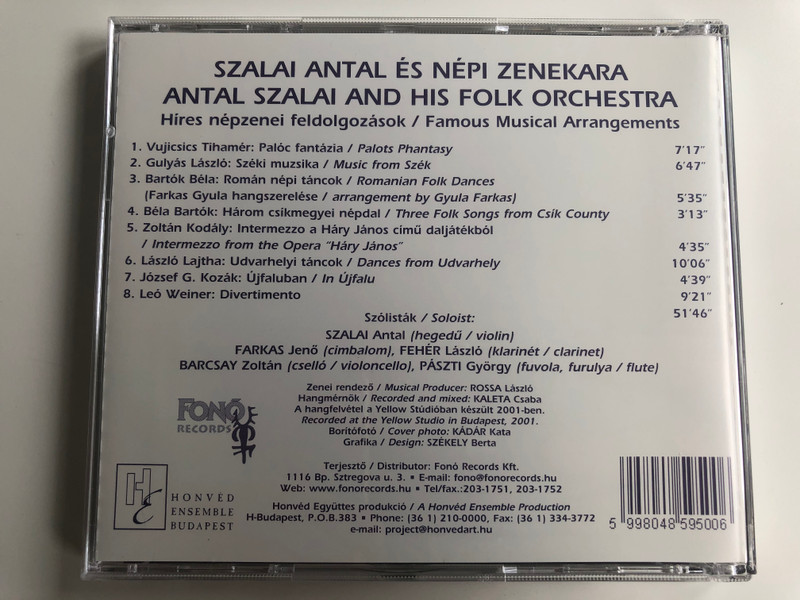 SZALAI ANTAL ÉS NÉPI ZENEKARA
ANTAL SZALAI AND HIS FOLK ORCHESTRA
Híres népzenei feldolgozások / Famous Musical Arrangements
1. Vujicsics Tihamér: Palóc fantázia / Palots Phantasy 7'17"
2. Gulyás László: Széki muzsika / Music from Szék 6'47"
3. Bartók Béla: Román népi táncok / Romanian Folk Dances
(Farkas Gyula hangszerelése / arrangement by Gyula Farkas) 5'35"
4. Béla Bartók: Három csíkmegyei népdal / Three Folk Songs from Csík County 3'13"
5. Zoltán Kodály: Intermezzo a Háry János című daljátékból
/ Intermezzo from the Opera "Háry János" 4'35"
6. László Lajtha: Udvarhelyi táncok / Dances from Udvarhely 10'06"
7. József G. Kozák: Újfaluban / In Újfalu 4'39"
8. Leó Weiner: Divertimento 9'21"
51'46"
Szólisták / Soloist:
SZALAI Antal (hegedű / violin)
FARKAS Jenő (cimbalom), FEHÉR László (klarinét / clarinet)
BARCSAY Zoltán (cselló / violoncello), PÁSZTI György (fuvola, furulya / flute)
Zenei rendező / Musical Producer: ROSSA László
Hangmérnök / Recorded and mixed: KALETA Csaba
A hangfelvétel a Yellow Stúdióban készült 2001-ben.
Recorded at the Yellow Studio in Budapest, 2001.
Borítófotó / Cover photo: KÁDÁR Kata
Grafika / Design: SZÉKELY Berta
FONÓ
RECORDS
Terjesztő / Distributor: Fonó Records Kft.
1116 Bp. Sztregova u. 3. ▪ E-mail: fono@fonorecords.hu
Web: www.fonorecords.hu ▪ Tel/fax.:203-1751, 203-1752
Honvéd Együttes produkció / A Honvéd Ensemble Production
H-Budapest, P.O.B.383 ▪ Phone: (36 1) 210-0000, Fax: (36 1) 334-3772
e-mail: project@honvedart.hu
HE
HONVÉD
ENSEMBLE
BUDAPEST
5 998048 595006